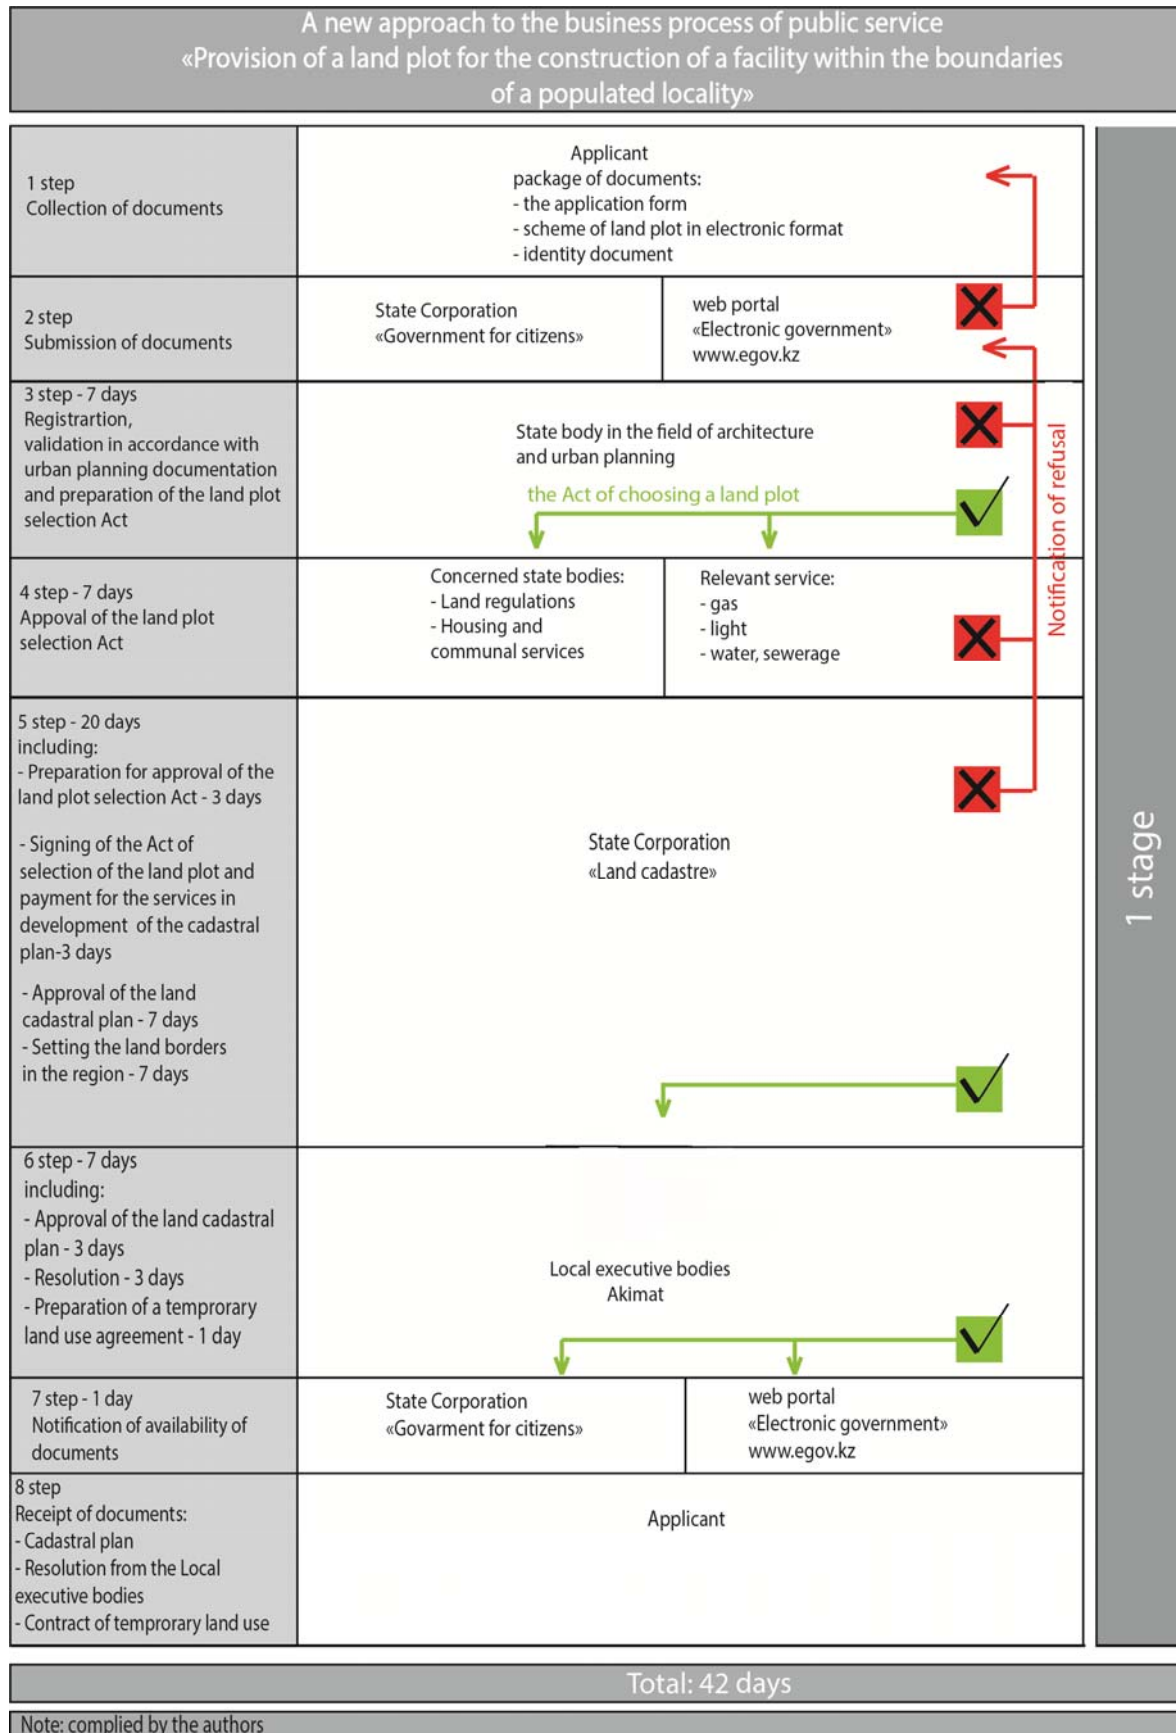 A new approach to the business process of public service
«Provision of a land plot for the construction of a facility within the boundaries
of a populated locality»
1 step
Collection of documents
Applicant
package of documents:
- the application form
- scheme of land plot in electronic format
- identity document
2 step
Submission of documents
State Corporation
«Government for citizens»
web portal
«Electronic government»
www.egov.kz
3 step - 7 days
Registrartion,
validation in accordance with
urban planning documentation
and preparation of the land plot
selection Act
State body in the field of architecture
and urban planning
the Act of choosing a land plot
Notification of refusal
4 step - 7 days
Appoval of the land plot
selection Act
Concerned state bodies:
- Land regulations
- Housing and
communal services
Relevant service:
- gas
- light
- water, sewerage
5 step - 20 days
including:
- Preparation for approval of the
land plot selection Act - 3 days
- Signing of the Act of
selection of the land plot and
payment for the services in
development of the cadastral
plan-3 days
- Approval of the land
cadastral plan - 7 days
- Setting the land borders
in the region - 7 days
State Corporation
«Land cadastre»
1 stage
6 step - 7 days
including:
- Approval of the land cadastral
plan - 3 days
- Resolution - 3 days
- Preparation of a temprorary
land use agreement - 1 day
Local executive bodies
Akimat
7 step - 1 day
Notification of availability of
documents
State Corporation
«Govarment for citizens»
web portal
«Electronic government»
www.egov.kz
8 step
Receipt of documents:
- Cadastral plan
- Resolution from the Local
executive bodies
- Contract of temprorary land use
Applicant
Total: 42 days
Note: complied by the authors